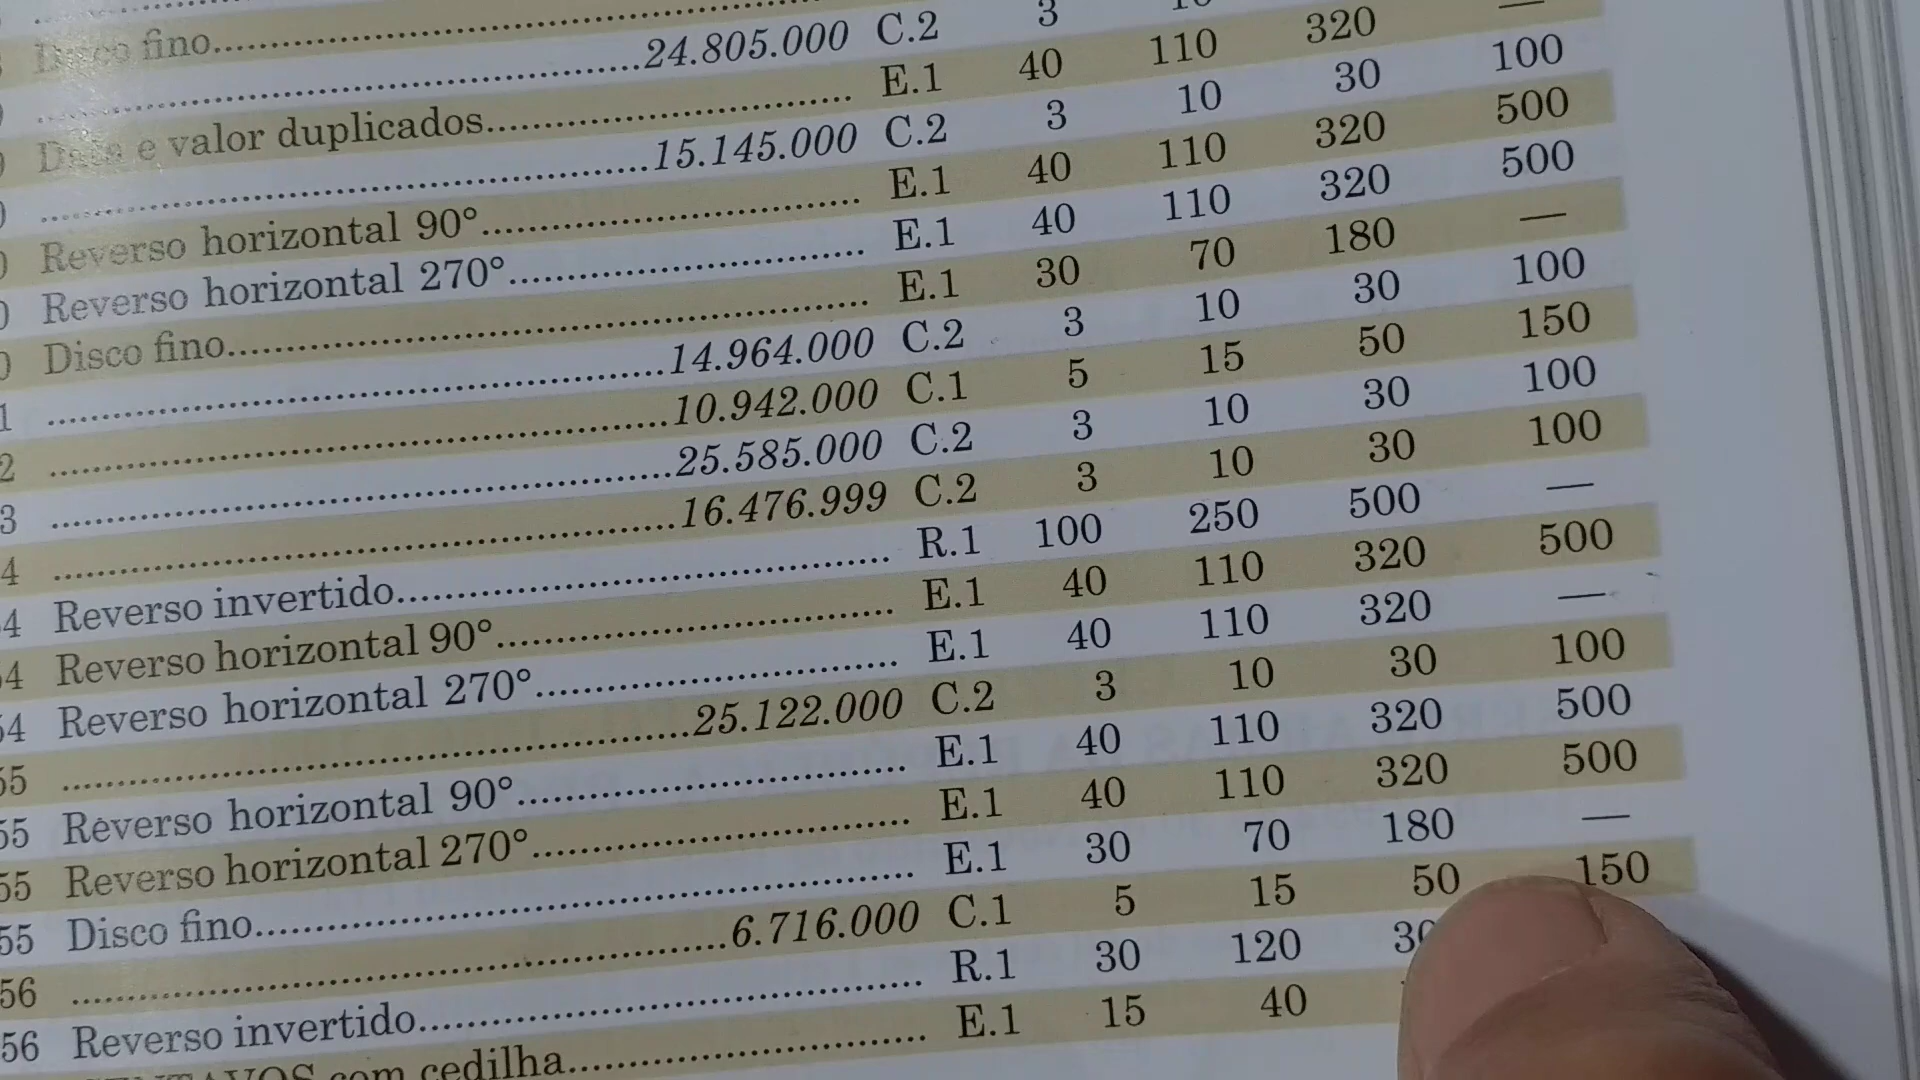 Disco fino........
........24.805.000 C.2 3
Data e valor duplicados........ E.1 40 110 320 —
........15.145.000 C.2 3 10 30 100
Reverso horizontal 90°........ E.1 40 110 320 500
Reverso horizontal 270°........ E.1 40 110 320 500
Disco fino........ E.1 30 70 180 —
1 ........14.964.000 C.2 3 10 30 100
2 ........10.942.000 C.1 5 15 50 150
3 ........25.585.000 C.2 3 10 30 100
4 ........16.476.999 C.2 3 10 30 100
4 Reverso invertido........ R.1 100 250 500 —
54 Reverso horizontal 90°........ E.1 40 110 320 500
54 Reverso horizontal 270°........ E.1 40 110 320 —
55 ........25.122.000 C.2 3 10 30 100
55 Reverso horizontal 90°........ E.1 40 110 320 500
55 Reverso horizontal 270°........ E.1 40 110 320 500
55 Disco fino........ E.1 30 70 180 —
56 ........6.716.000 C.1 5 15 50 150
56 Reverso invertido........ R.1 30 120
CENTAVOS com cedilha........ E.1 15 40